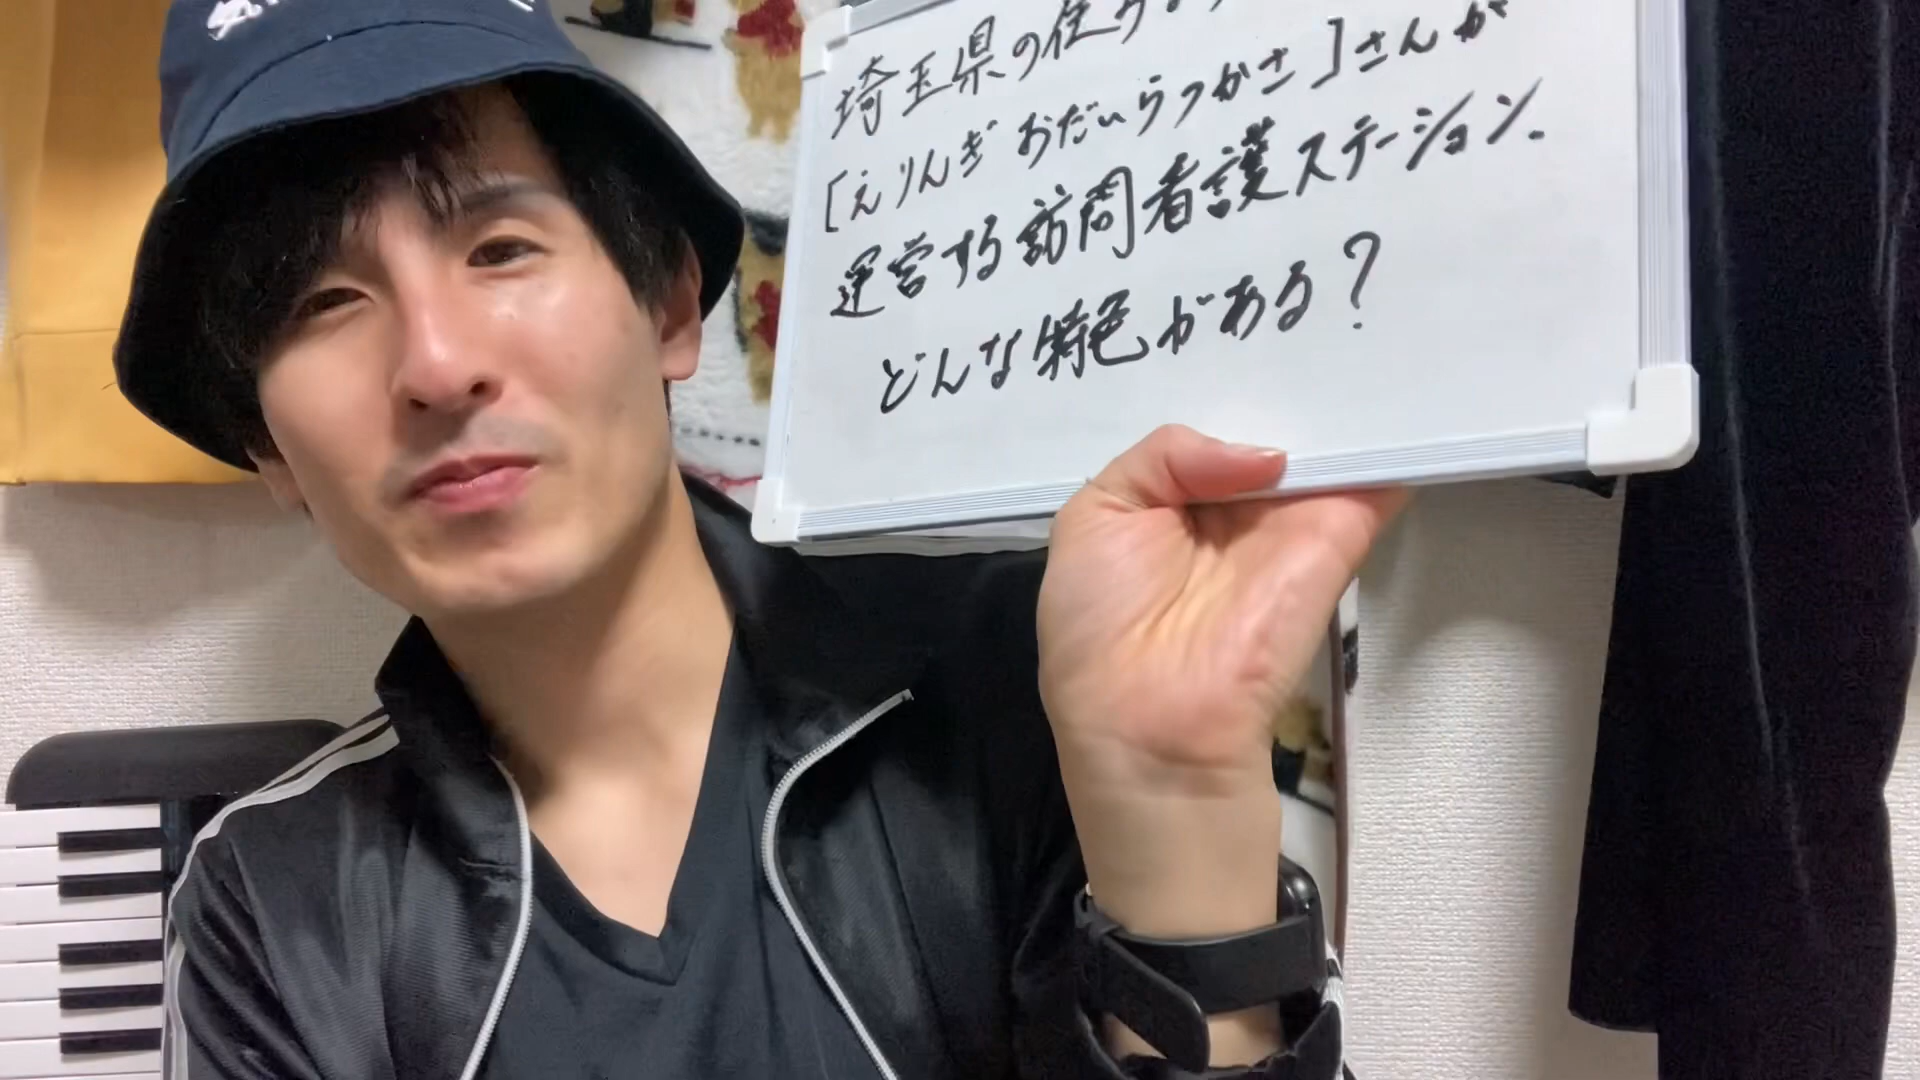 埼玉県の住
[えりんぎ おだいらつかさ]さんが
運営する訪問看護ステーション。
どんな特色がある?